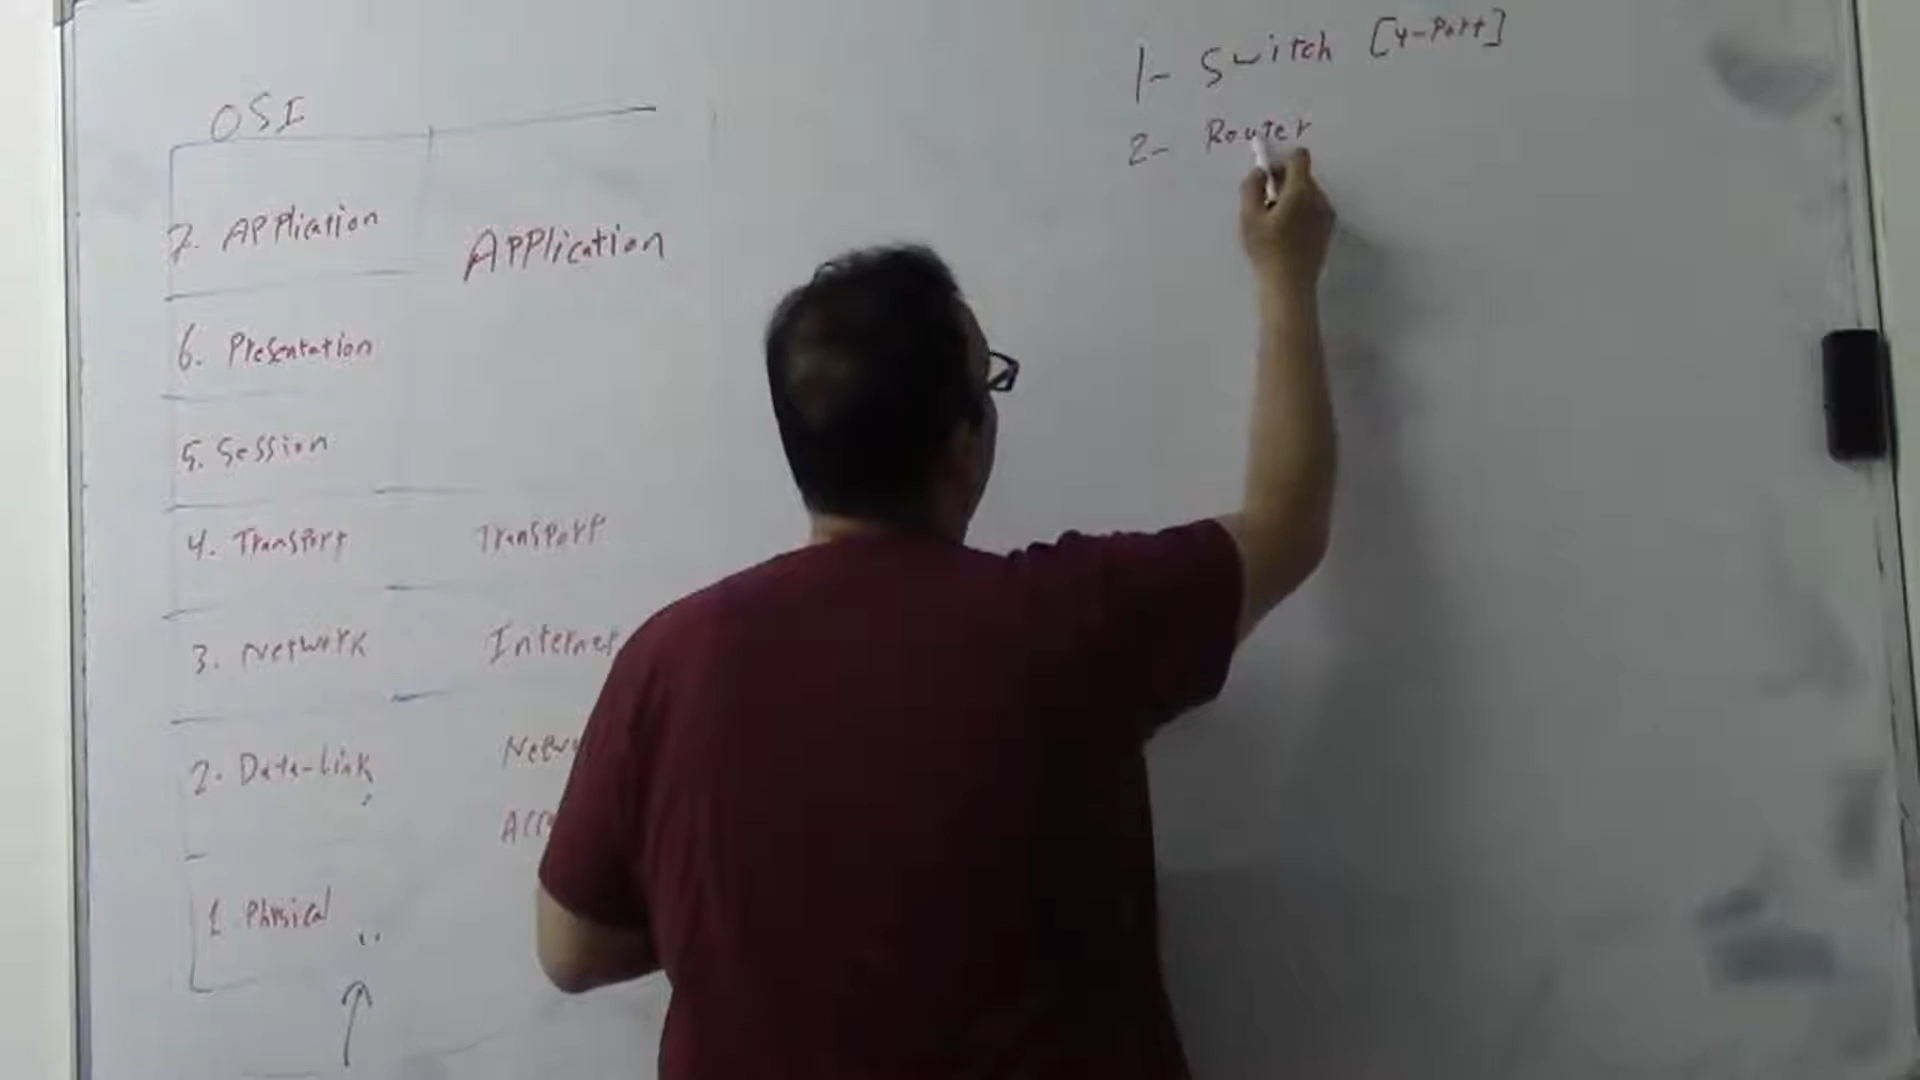 OSI
7. Application
6. Presentation
5. Session
4. Transport
3. Network
2. Data-Link
1 Physical
Application
Transport
Internet
1- Switch [4-Port]
2- Router